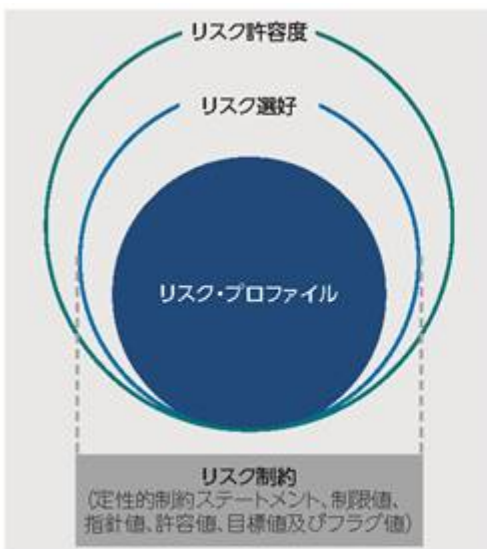 リスク許容度
リスク選好
リスク・プロファイル
リスク制約
(定性的制約ステートメント、制限値、
指針値、許容値、目標値及びフラグ値)